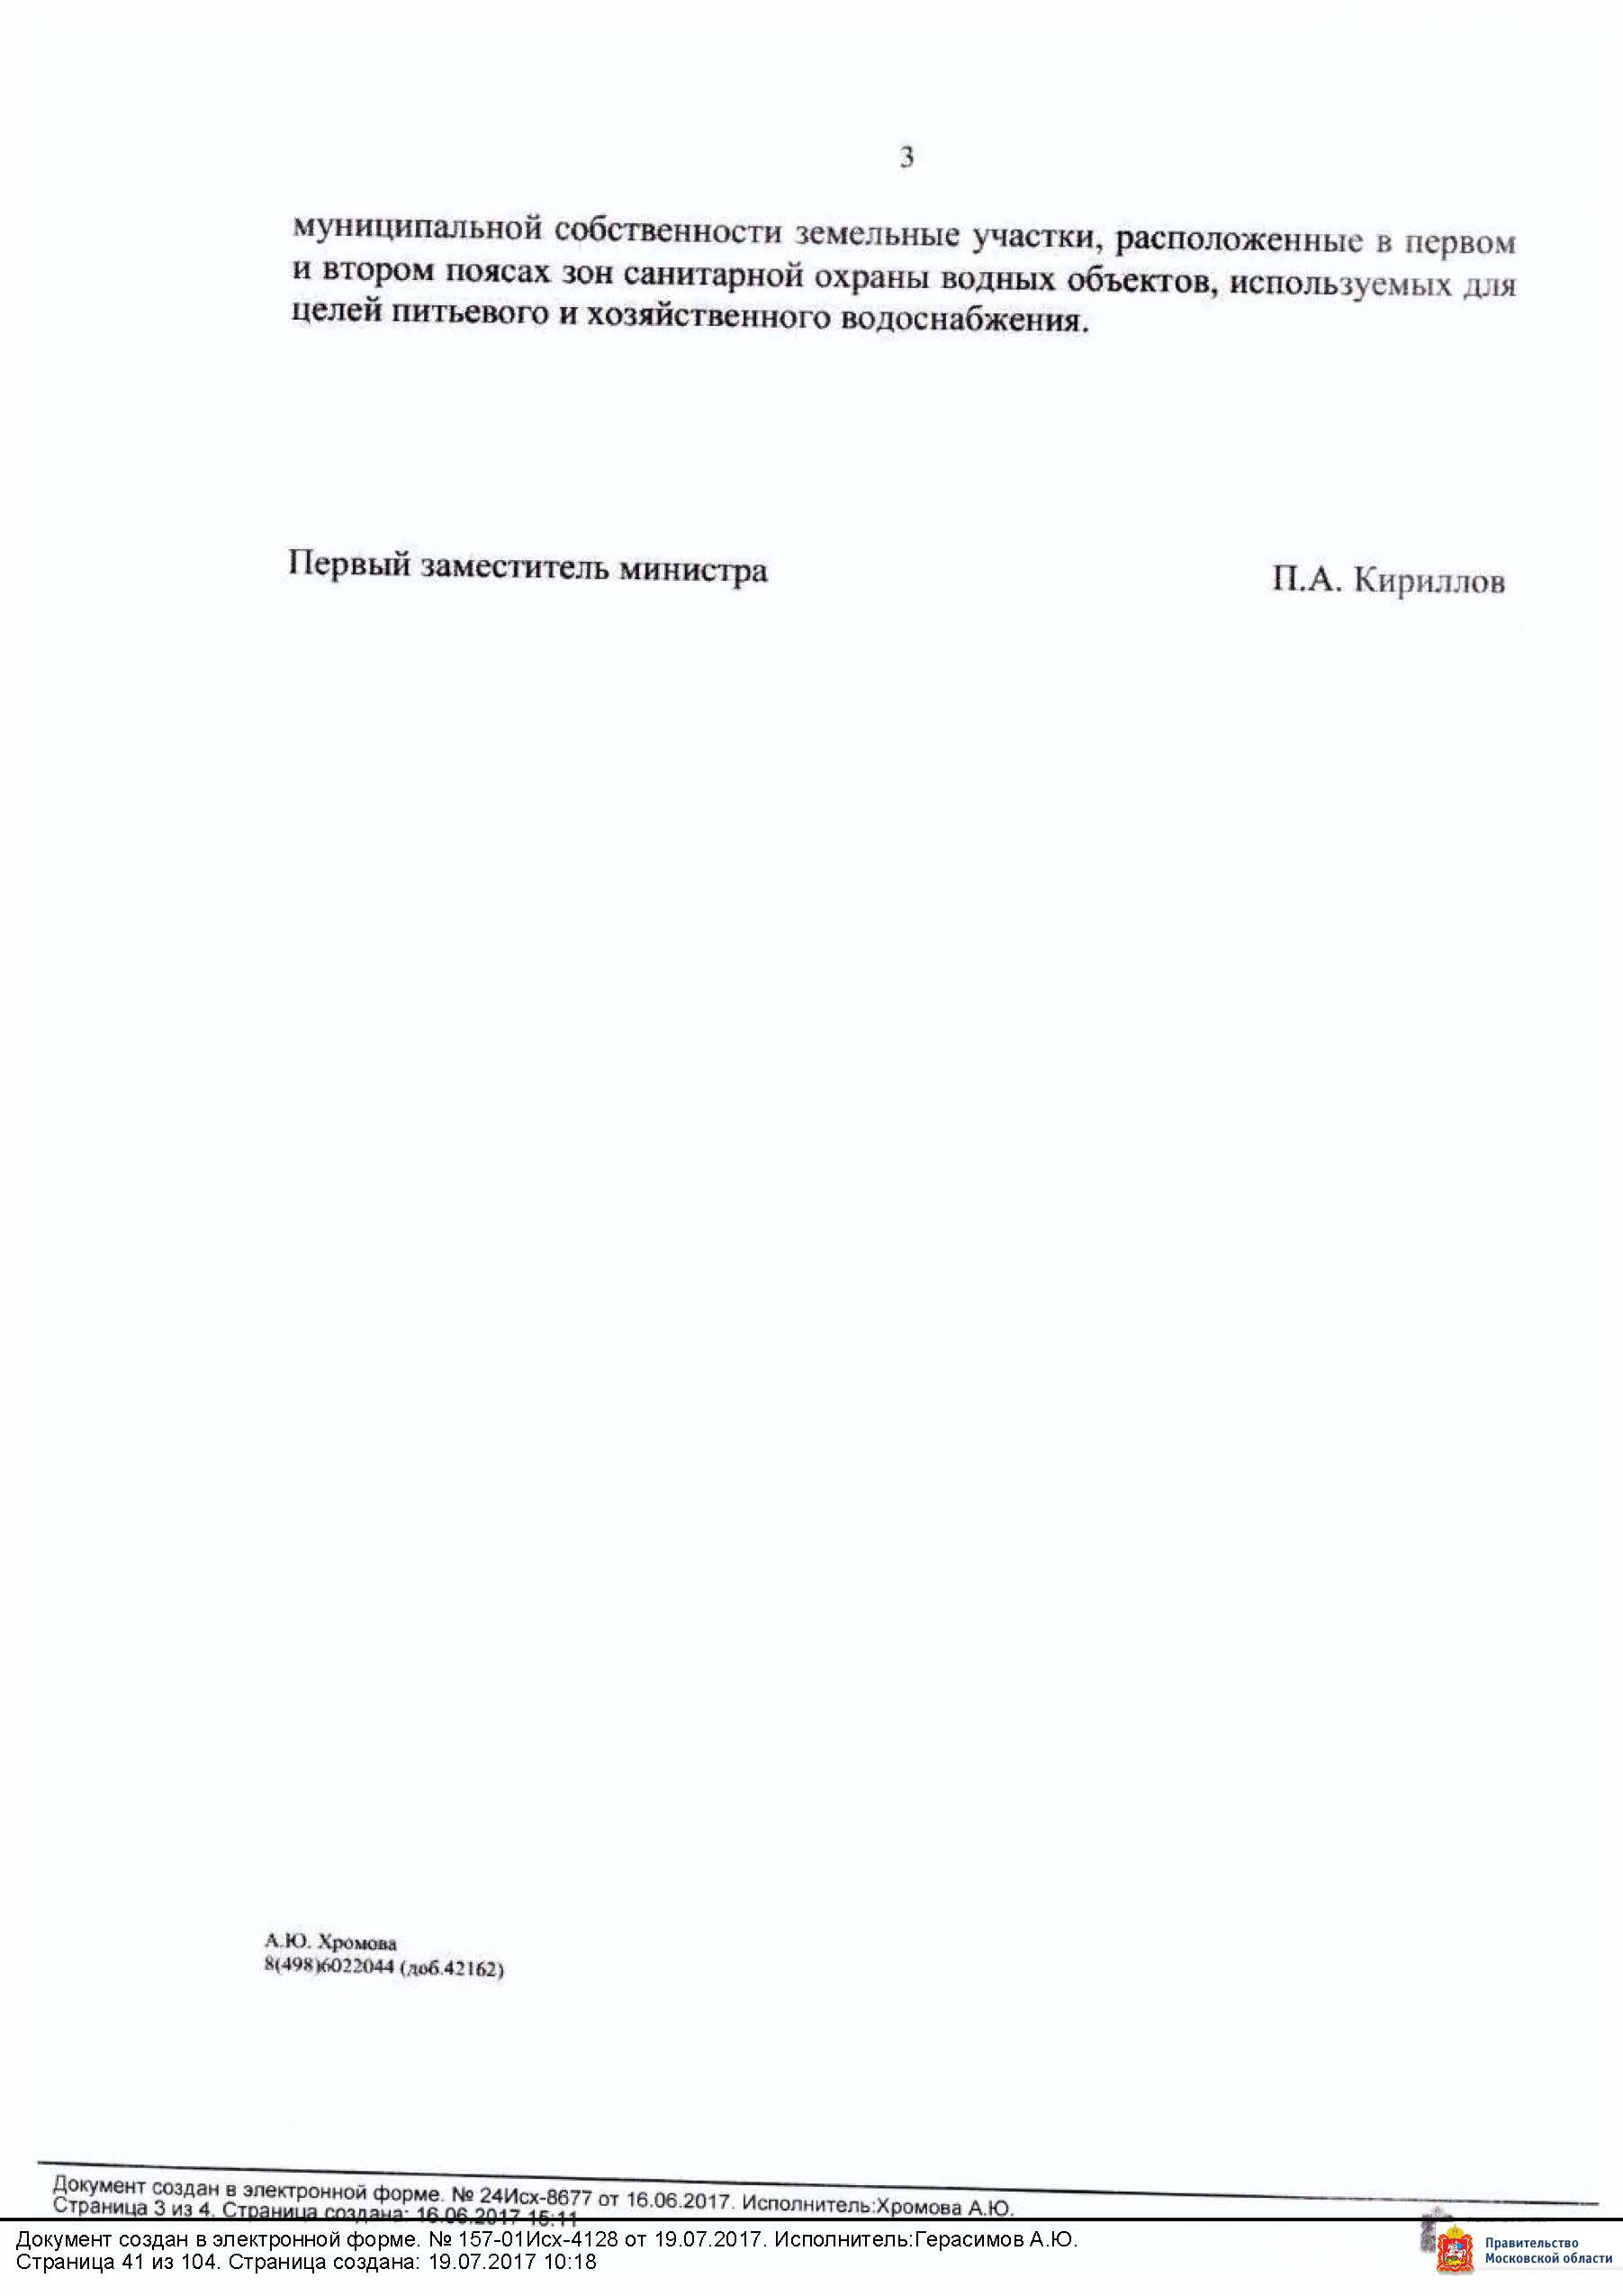 3
муниципальной собственности земельные участки, расположенные в первом
и втором поясах зон санитарной охраны водных объектов, используемых для
целей питьевого и хозяйственного водоснабжения.
Первый заместитель министра П.А. Кириллов
А.Ю. Хромова
8(498)6022044 (доб.42162)
Документ создан в электронной форме. № 24Исх-8677 от 16.06.2017. Исполнитель:Хромова А.Ю.
Страница 3 из 4. Страница создана: 16.06.2017 15:11
Документ создан в электронной форме. № 157-01Исх-4128 от 19.07.2017. Исполнитель:Герасимов А.Ю.
Страница 41 из 104. Страница создана: 19.07.2017 10:18
Правительство
Московской области